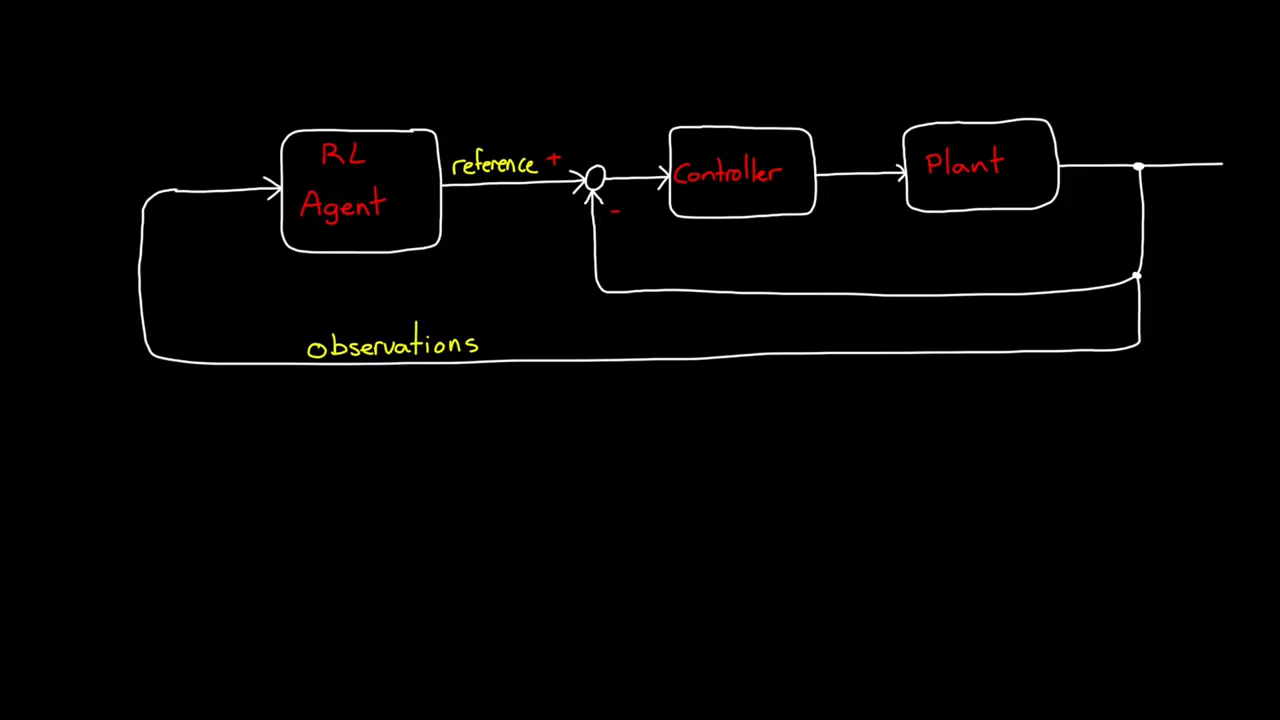 RL
Agent
reference +
-
Controller
Plant
observations